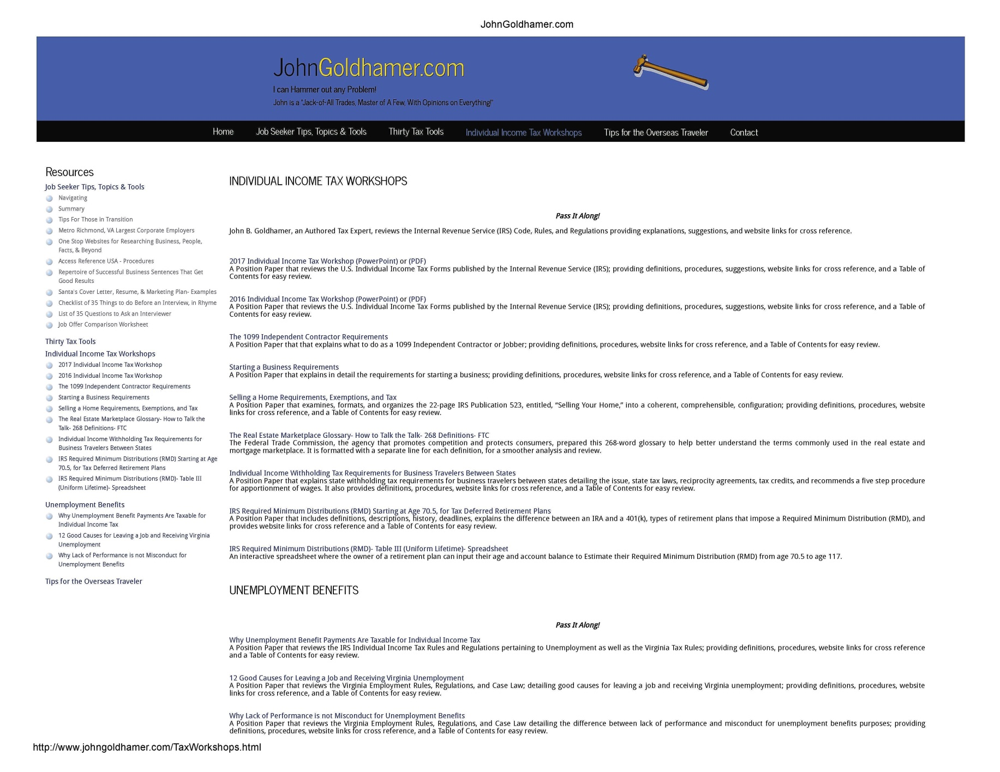 JohnGoldhamer.com
JohnGoldhamer.com
I can Hammer out any Problem!
John is a "Jack-of-All Trades, Master of A Few, With Opinions on Everything!"
Home Job Seeker Tips, Topics & Tools Thirty Tax Tools Individual Income Tax Workshops Tips for the Overseas Traveler Contact
Resources
Job Seeker Tips, Topics & Tools
Navigating
Summary
Tips For Those in Transition
Metro Richmond, VA Largest Corporate Employers
One Stop Websites for Researching Business, People,
Facts, & Beyond
Access Reference USA - Procedures
Repertoire of Successful Business Sentences That Get
Good Results
Santa's Cover Letter, Resume, & Marketing Plan- Examples
Checklist of 35 Things to do Before an Interview, in Rhyme
List of 35 Questions to Ask an Interviewer
Job Offer Comparison Worksheet
Thirty Tax Tools
Individual Income Tax Workshops
2017 Individual Income Tax Workshop
2016 Individual Income Tax Workshop
The 1099 Independent Contractor Requirements
Starting a Business Requirements
Selling a Home Requirements, Exemptions, and Tax
The Real Estate Marketplace Glossary- How to Talk the
Talk- 268 Definitions- FTC
Individual Income Withholding Tax Requirements for
Business Travelers Between States
IRS Required Minimum Distributions (RMD) Starting at Age
70.5, for Tax Deferred Retirement Plans
IRS Required Minimum Distributions (RMD)- Table III
(Uniform Lifetime)- Spreadsheet
Unemployment Benefits
Why Unemployment Benefit Payments Are Taxable for
Individual Income Tax
12 Good Causes for Leaving a Job and Receiving Virginia
Unemployment
Why Lack of Performance is not Misconduct for
Unemployment Benefits
Tips for the Overseas Traveler
INDIVIDUAL INCOME TAX WORKSHOPS
Pass It Along!
John B. Goldhamer, an Authored Tax Expert, reviews the Internal Revenue Service (IRS) Code, Rules, and Regulations providing explanations, suggestions, and website links for cross reference.
2017 Individual Income Tax Workshop (PowerPoint) or (PDF)
A Position Paper that reviews the U.S. Individual Income Tax Forms published by the Internal Revenue Service (IRS); providing definitions, procedures, suggestions, website links for cross reference, and a Table of
Contents for easy review.
2016 Individual Income Tax Workshop (PowerPoint) or (PDF)
A Position Paper that reviews the U.S. Individual Income Tax Forms published by the Internal Revenue Service (IRS); providing definitions, procedures, suggestions, website links for cross reference, and a Table of
Contents for easy review.
The 1099 Independent Contractor Requirements
A Position Paper that that explains what to do as a 1099 Independent Contractor or Jobber; providing definitions, procedures, website links for cross reference, and a Table of Contents for easy review.
Starting a Business Requirements
A Position Paper that explains in detail the requirements for starting a business; providing definitions, procedures, website links for cross reference, and a Table of Contents for easy review.
Selling a Home Requirements, Exemptions, and Tax
A Position Paper that examines, formats, and organizes the 22-page IRS Publication 523, entitled, “Selling Your Home,” into a coherent, comprehensible, configuration; providing definitions, procedures, website
links for cross reference, and a Table of Contents for easy review.
The Real Estate Marketplace Glossary- How to Talk the Talk- 268 Definitions- FTC
The Federal Trade Commission, the agency that promotes competition and protects consumers, prepared this 268-word glossary to help better understand the terms commonly used in the real estate and
mortgage marketplace. It is formatted with a separate line for each definition, for a smoother analysis and review.
Individual Income Withholding Tax Requirements for Business Travelers Between States
A Position Paper that explains state withholding tax requirements for business travelers between states detailing the issue, state tax laws, reciprocity agreements, tax credits, and recommends a five step procedure
for apportionment of wages. It also provides definitions, procedures, website links for cross reference, and a Table of Contents for easy review.
IRS Required Minimum Distributions (RMD) Starting at Age 70.5, for Tax Deferred Retirement Plans
A Position Paper that includes definitions, descriptions, history, deadlines, explains the difference between an IRA and a 401(k), types of retirement plans that impose a Required Minimum Distribution (RMD), and
provides website links for cross reference and a Table of Contents for easy review.
IRS Required Minimum Distributions (RMD)- Table III (Uniform Lifetime)- Spreadsheet
An interactive spreadsheet where the owner of a retirement plan can input their age and account balance to Estimate their Required Minimum Distribution (RMD) from age 70.5 to age 117.
UNEMPLOYMENT BENEFITS
Pass It Along!
Why Unemployment Benefit Payments Are Taxable for Individual Income Tax
A Position Paper that reviews the IRS Individual Income Tax Rules and Regulations pertaining to Unemployment as well as the Virginia Tax Rules; providing definitions, procedures, website links for cross reference
and a Table of Contents for easy review.
12 Good Causes for Leaving a Job and Receiving Virginia Unemployment
A Position Paper that reviews the Virginia Employment Rules, Regulations, and Case Law; detailing good causes for leaving a job and receiving Virginia unemployment; providing definitions, procedures, website
links for cross reference, and a Table of Contents for easy review.
Why Lack of Performance is not Misconduct for Unemployment Benefits
A Position Paper that reviews the Virginia Employment Rules, Regulations, and Case Law detailing the difference between lack of performance and misconduct for unemployment benefits purposes; providing
definitions, procedures, website links for cross reference, and a Table of Contents for easy review.
http://www.johngoldhamer.com/TaxWorkshops.html